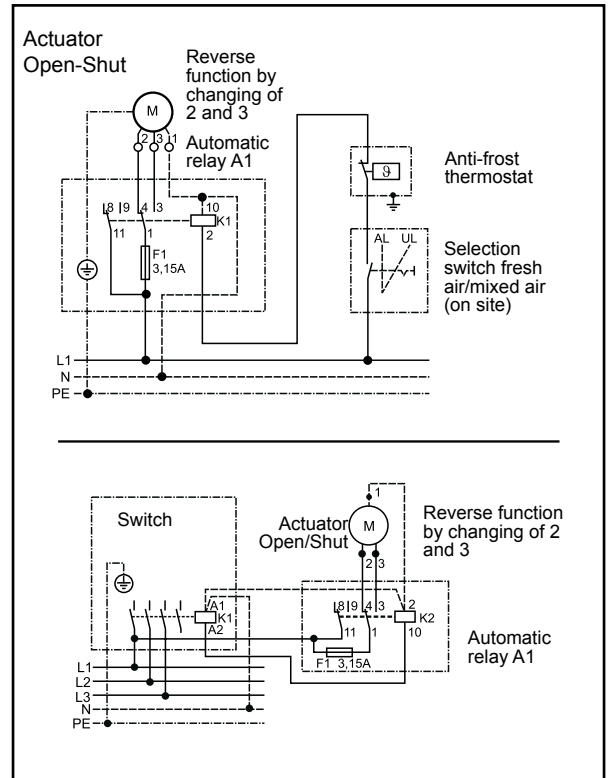 Actuator
Open-Shut
Reverse
function by
changing of
2 and 3
M
2 3 1
Automatic
relay A1
8 9 4 3 10
K1
11 1 2
F1
3,15A
Anti-frost
thermostat
ϑ
AL UL
Selection
switch fresh
air/mixed air
(on site)
L1
N
PE
1
Switch
Actuator
Open/Shut
M
Reverse function
by changing of 2
and 3
2 3
A1
K1
A2
8 9 4 3 2
K2
11 1 10
F1 3,15A
Automatic
relay A1
L1
L2
L3
N
PE